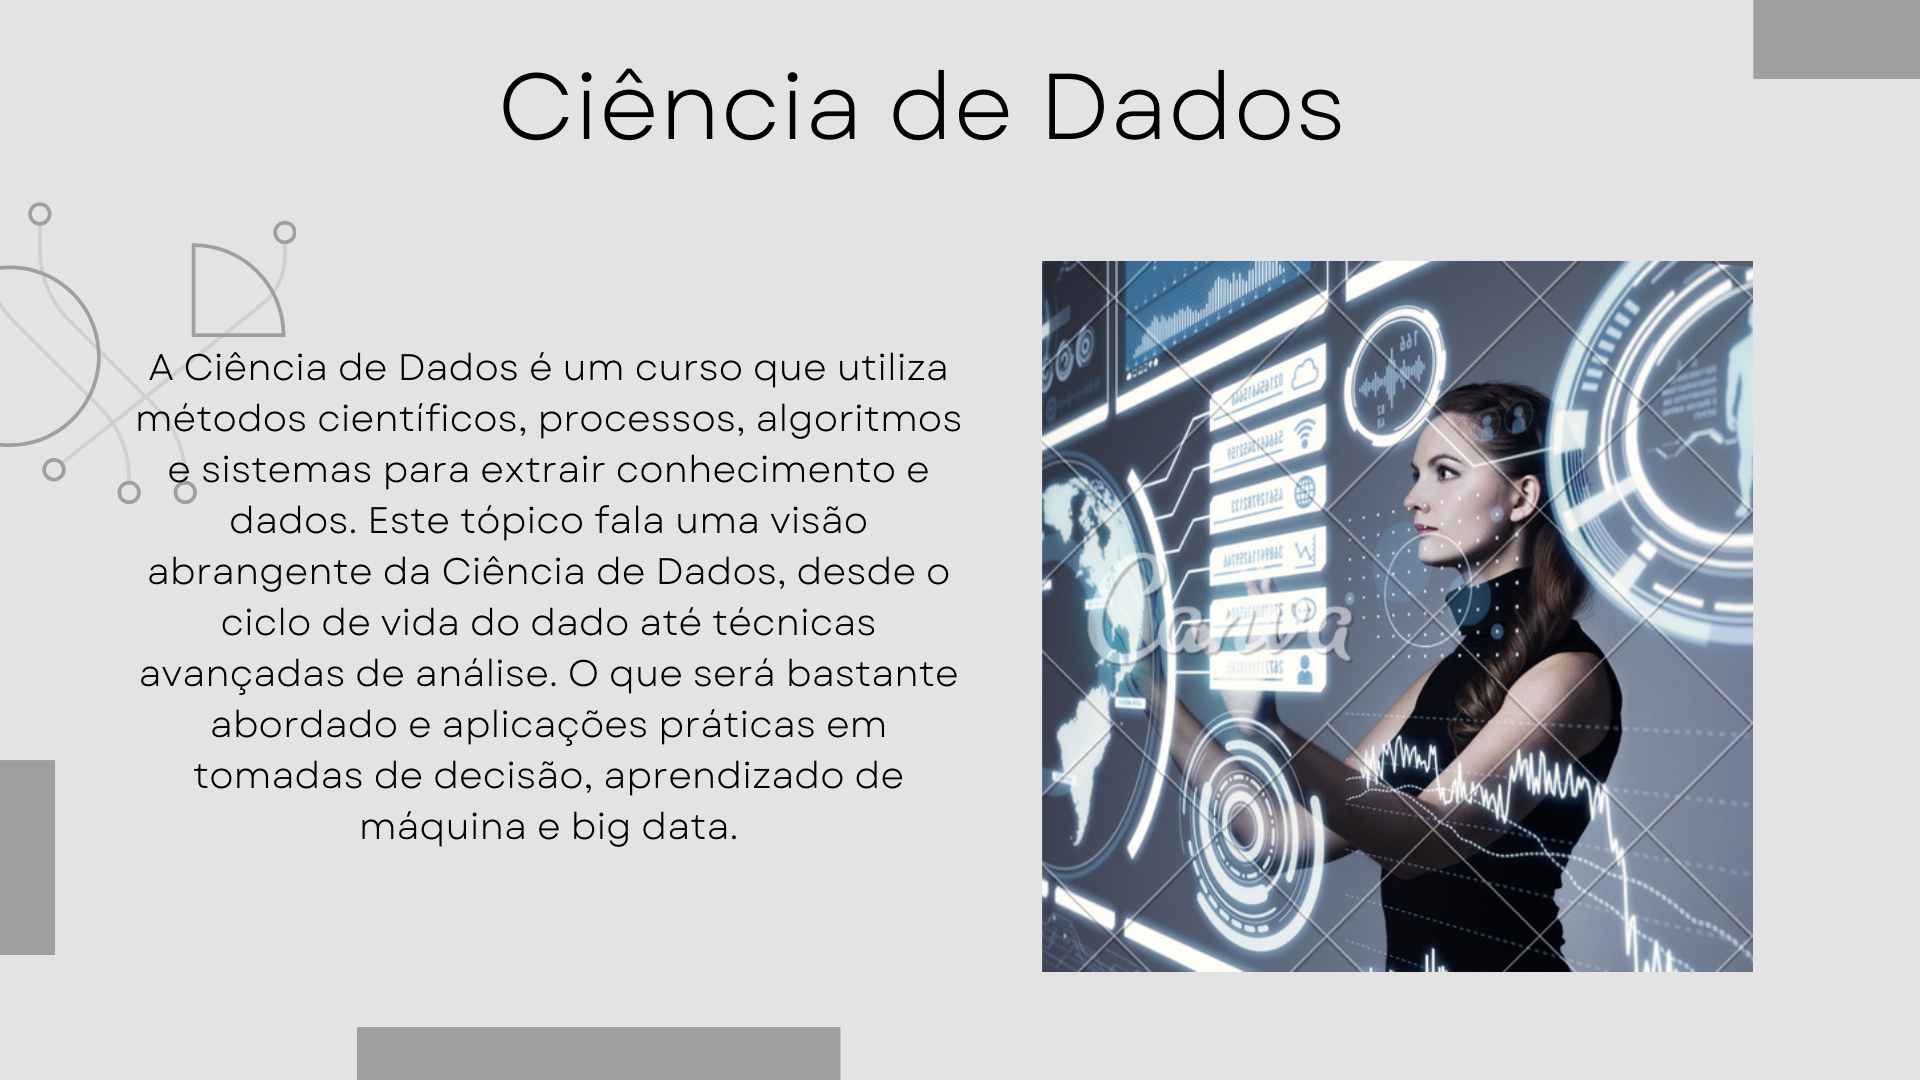 Ciência de Dados
A Ciência de Dados é um curso que utiliza
métodos científicos, processos, algoritmos
e sistemas para extrair conhecimento e
dados. Este tópico fala uma visão
abrangente da Ciência de Dados, desde o
ciclo de vida do dado até técnicas
avançadas de análise. O que será bastante
abordado e aplicações práticas em
tomadas de decisão, aprendizado de
máquina e big data.
166
Canva